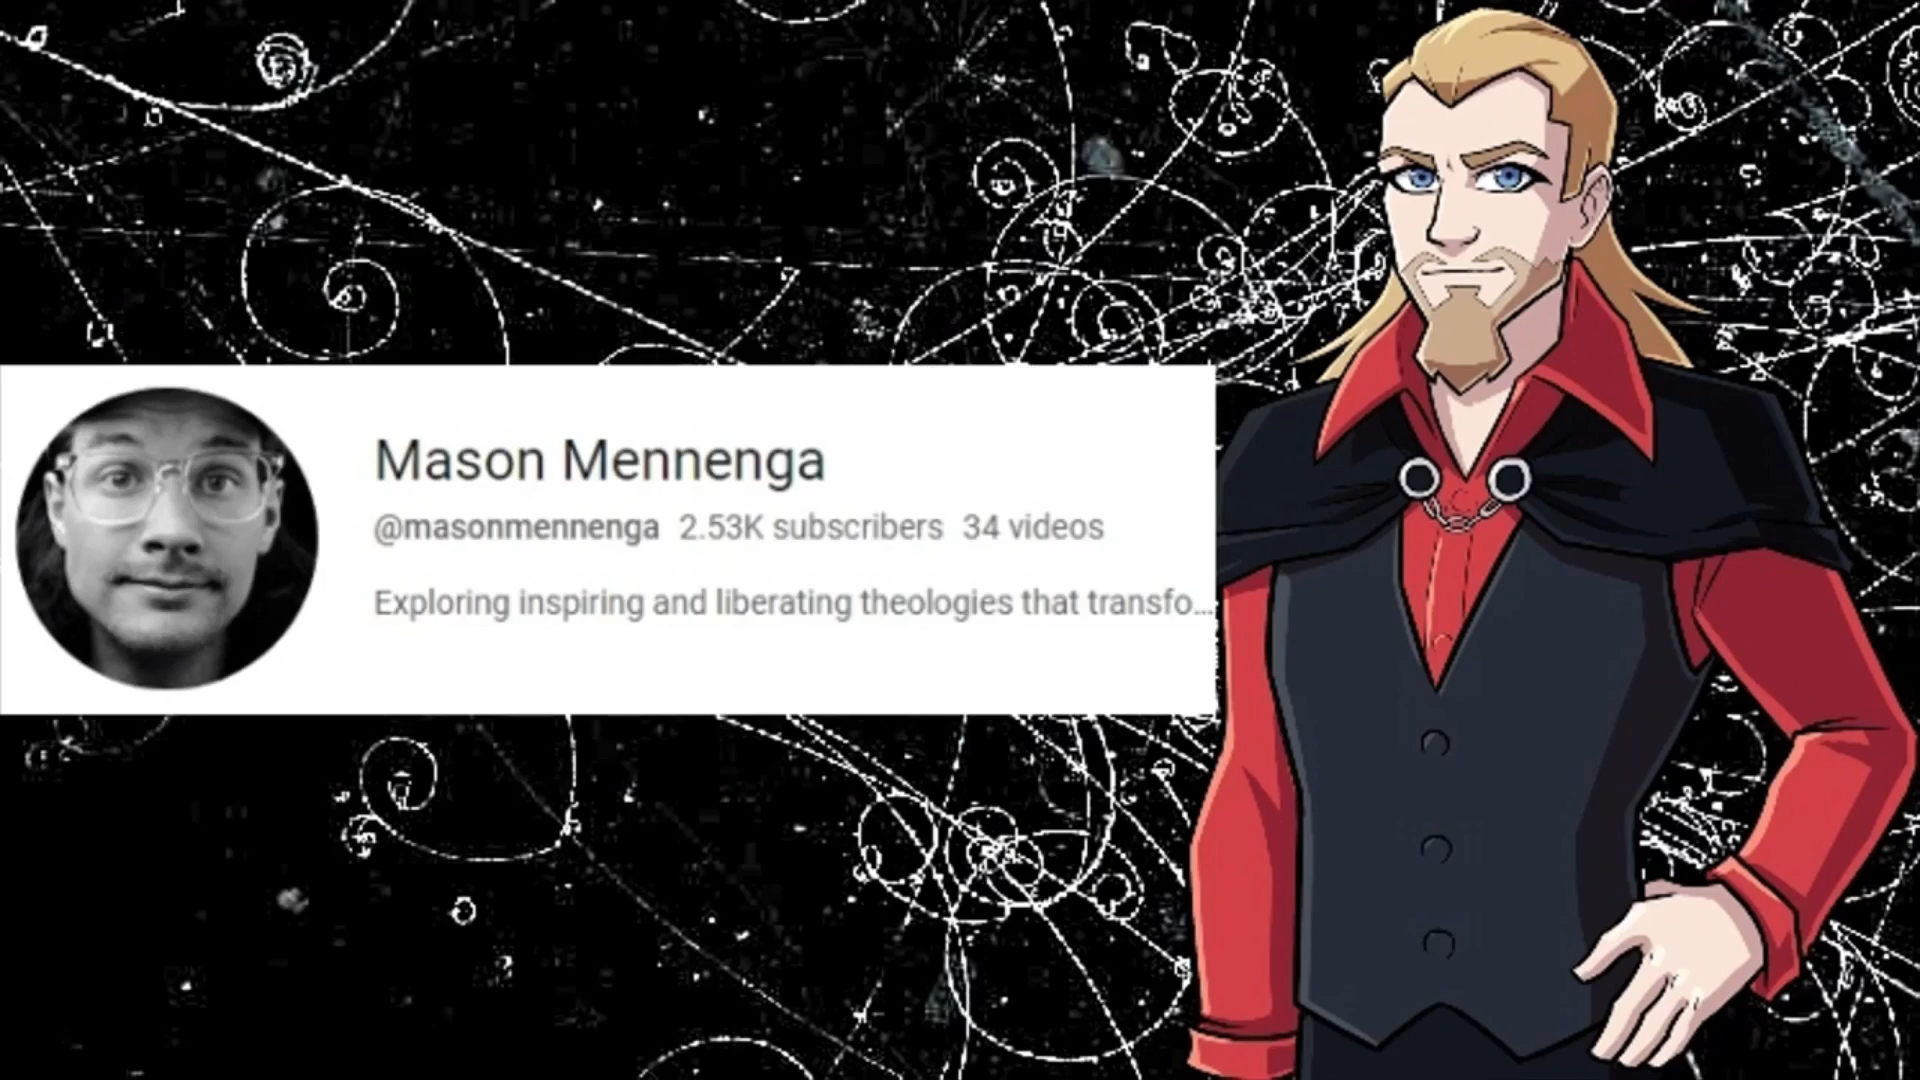 Mason Mennenga
@masonmennenga 2.53K subscribers 34 videos
Exploring inspiring and liberating theologies that transfo...